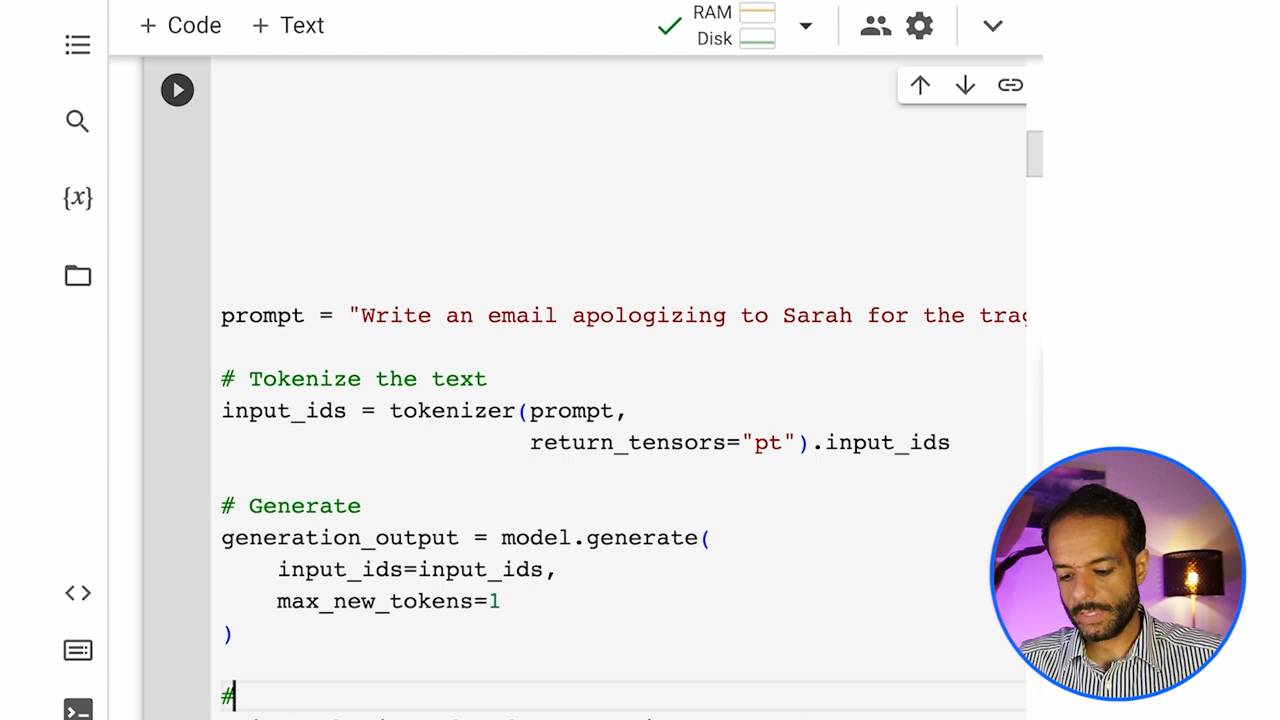 + Code + Text
RAM
Disk
{x}
prompt = "Write an email apologizing to Sarah for the
# Tokenize the text
input_ids = tokenizer(prompt,
return_tensors="pt").input_ids
# Generate
generation_output = model.generate(
input_ids=input_ids,
max_new_tokens=1
)
#